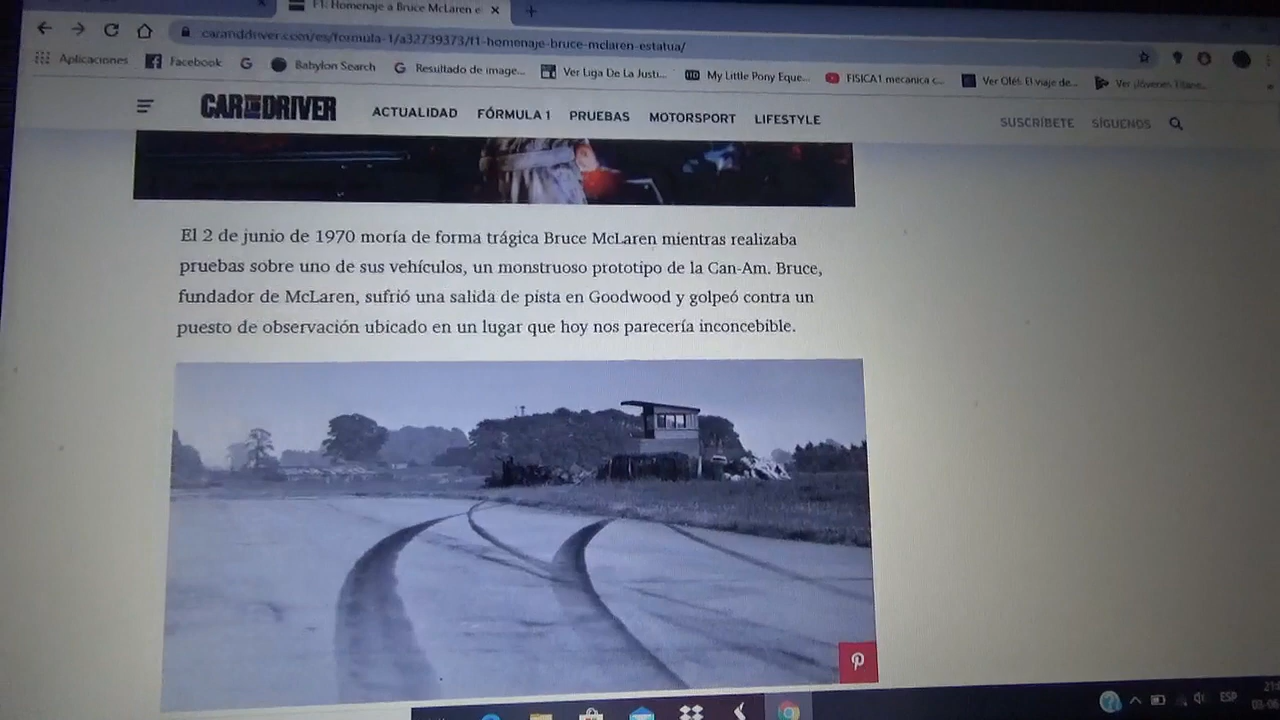 F1: Homenaje a Bruce McLaren e
caranddriver.com/es/formula-1/a32739373/f1-homenaje-bruce-mclaren-estatua/
Aplicaciones
Facebook
Babylon Search
Resultado de image...
Ver Liga De La Justi...
My Little Pony Eque...
FISICA1 mecanica c...
Ver Olé: El viaje de...
CAR AND DRIVER
ACTUALIDAD
FÓRMULA 1
PRUEBAS
MOTORSPORT
LIFESTYLE
SUSCRÍBETE
SÍGUENOS
El 2 de junio de 1970 moría de forma trágica Bruce McLaren mientras realizaba
pruebas sobre uno de sus vehículos, un monstruoso prototipo de la Can-Am. Bruce,
fundador de McLaren, sufrió una salida de pista en Goodwood y golpeó contra un
puesto de observación ubicado en un lugar que hoy nos parecería inconcebible.
ESP